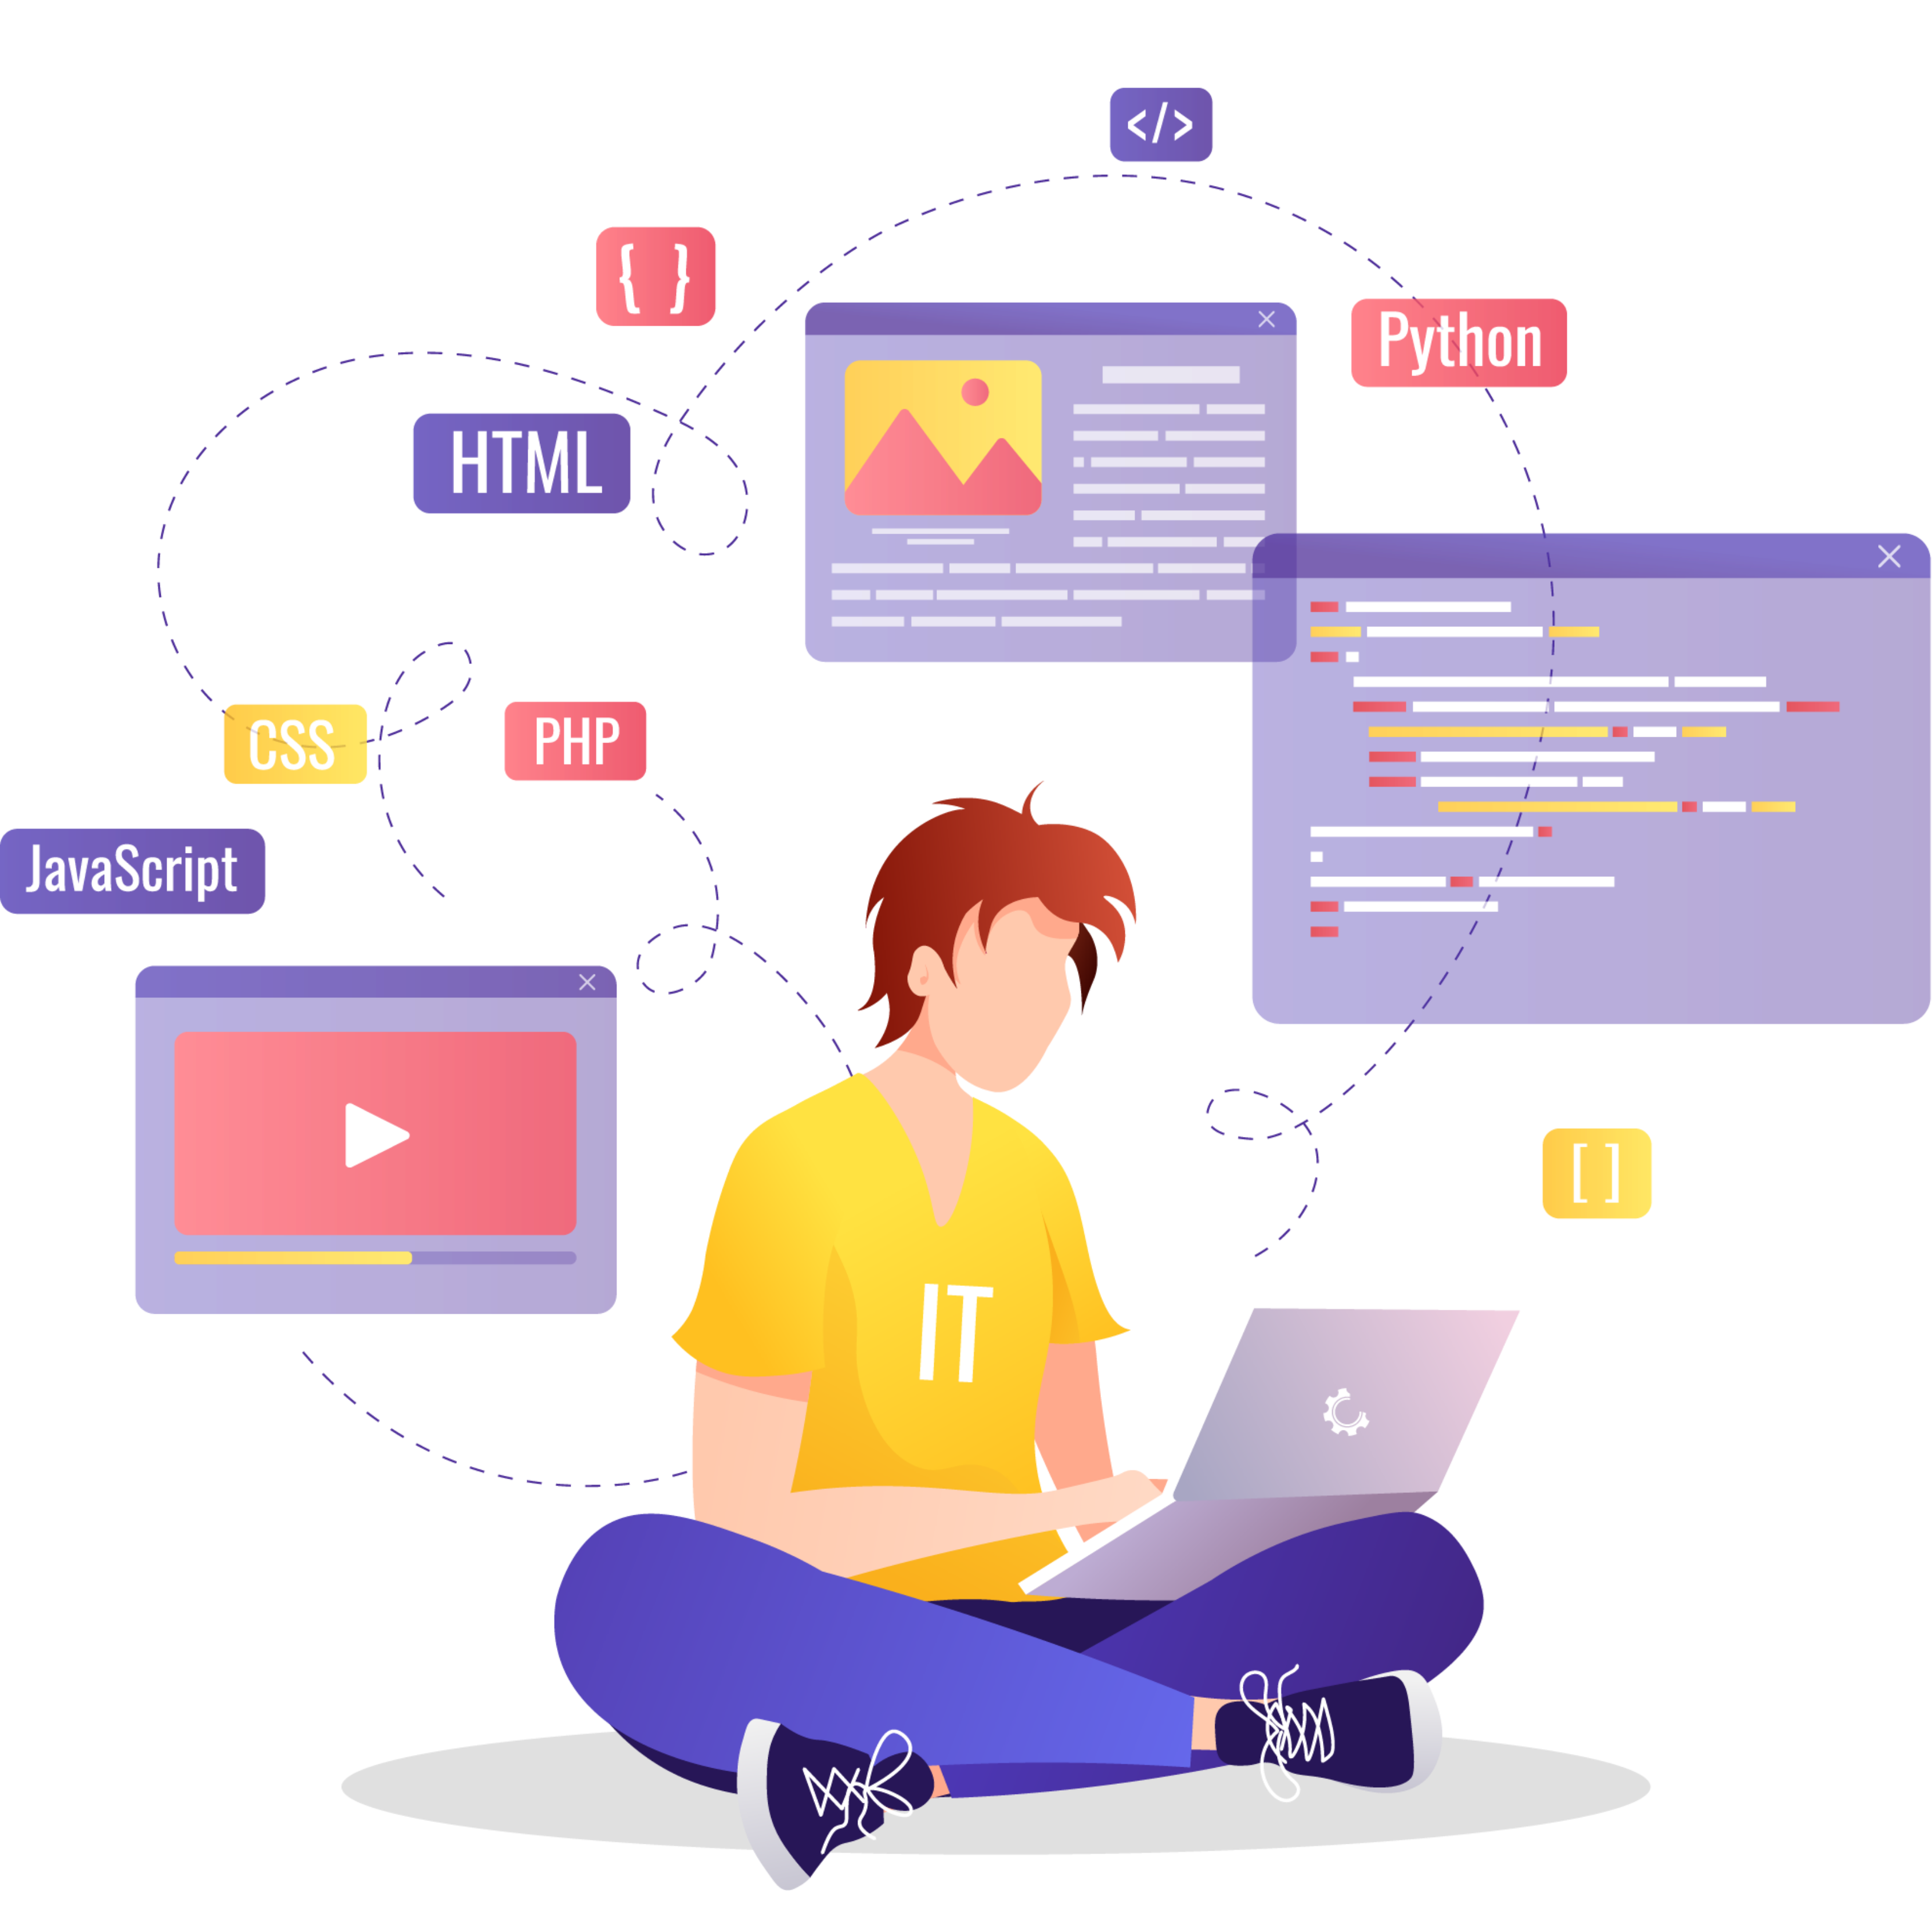 </>
{ }
Python
HTML
CSS
PHP
JavaScript
[ ]
IT